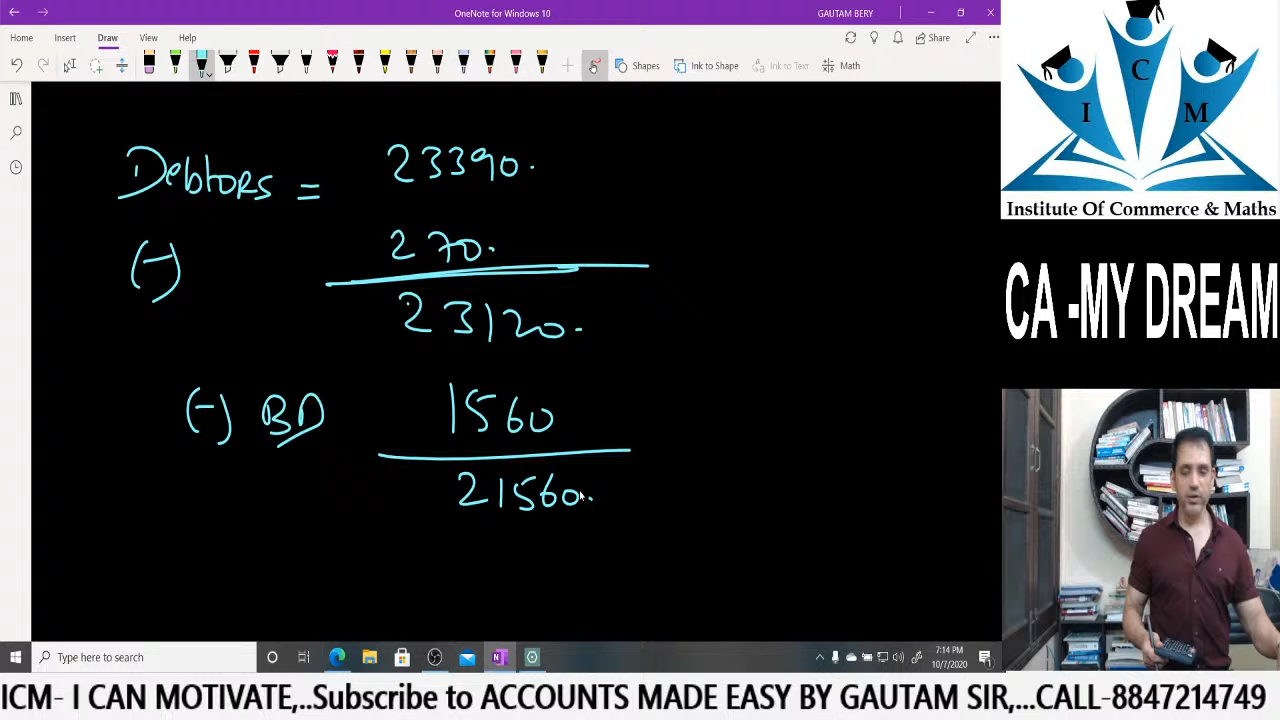 OneNote for Windows 10
GAUTAM BERY
Home Insert Draw View Help
Share
Shapes
Ink to Shape
Ink to Text
Math
Debtors = 23390.
(-) 270.
23120.
(-) BD 1560
21560.
I C M
Institute Of Commerce & Maths
CA -MY DREAM
Type here to search
7:14 PM
10/7/2020
1
ICM- I CAN MOTIVATE,..Subscribe to ACCOUNTS MADE EASY BY GAUTAM SIR,...CALL-8847214749